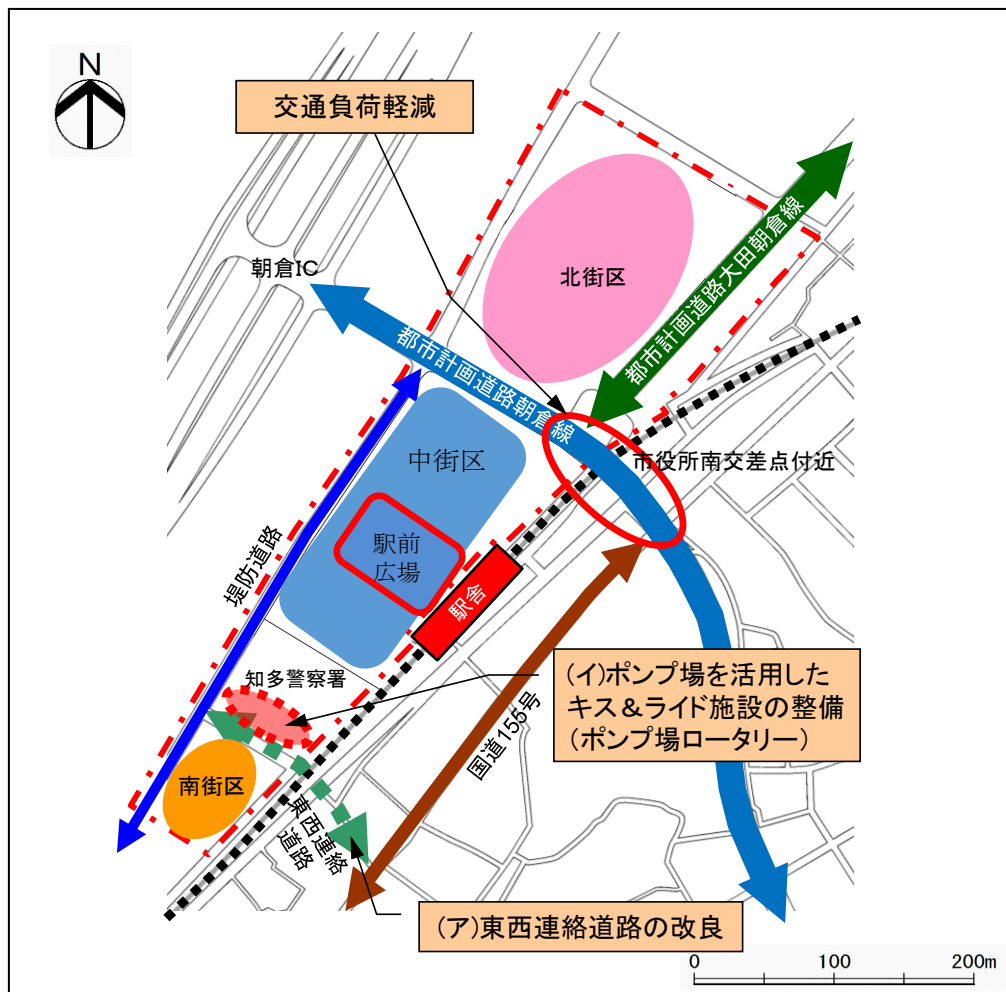 N
交通負荷軽減
朝倉IC
北街区
都市計画道路大田朝倉線
都市計画道路朝倉線
市役所南交差点付近
中街区
駅前
広場
駅舎
堤防道路
知多警察署
(イ)ポンプ場を活用した
キス&ライド施設の整備
(ポンプ場ロータリー)
国道155号
南街区
東西連絡
道路
(ア)東西連絡道路の改良
0 100 200m